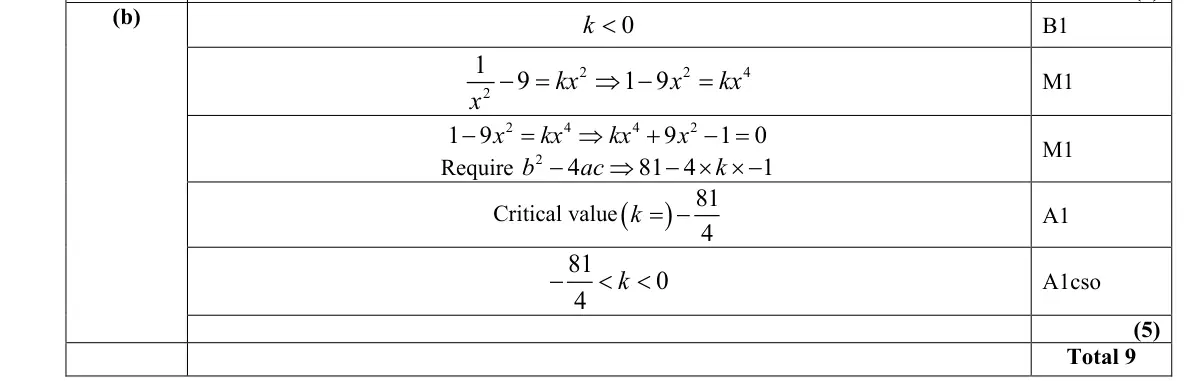 (b) k < 0 B1
1/x² − 9 = kx² ⇒ 1 − 9x² = kx⁴ M1
1 − 9x² = kx⁴ ⇒ kx⁴ + 9x² − 1 = 0
Require b² − 4ac ⇒ 81 − 4 × k × −1 M1
Critical value (k =) − 81/4 A1
− 81/4 < k < 0 A1cso
(5)
Total 9